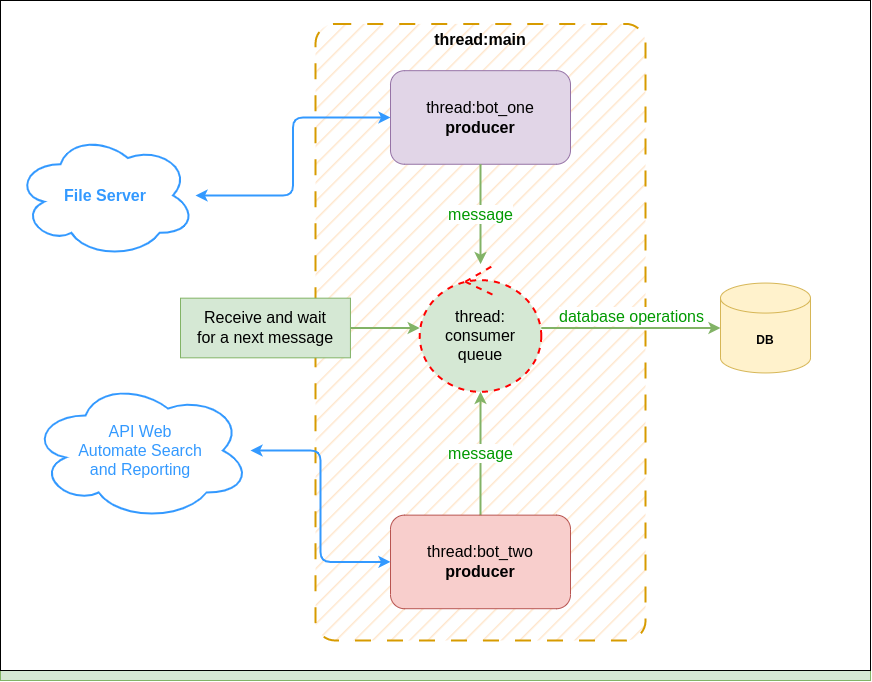 thread:main
thread:bot_one
producer
File Server
message
Receive and wait
for a next message
thread:
consumer
queue
database operations
DB
API Web
Automate Search
and Reporting
message
thread:bot_two
producer